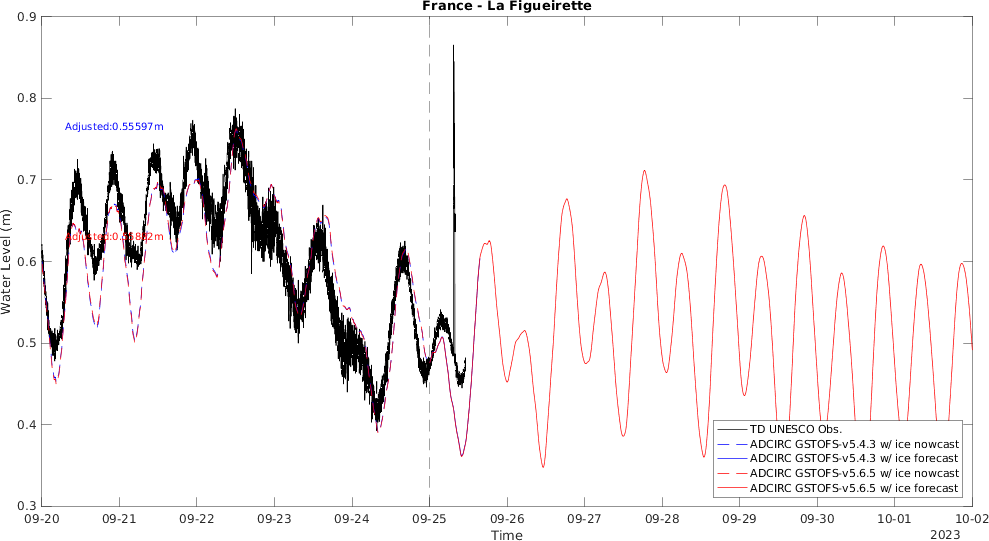 France - La Figueirette
0.9
0.8
0.7
0.6
0.5
0.4
0.3
Water Level (m)
Adjusted:0.55597m
09-20
09-21
09-22
09-23
09-24
09-25
09-26
09-27
09-28
09-29
09-30
10-01
10-02
Time
2023
TD UNESCO Obs.
ADCIRC GSTOFS-v5.4.3 w/ ice nowcast
ADCIRC GSTOFS-v5.4.3 w/ ice forecast
ADCIRC GSTOFS-v5.6.5 w/ ice nowcast
ADCIRC GSTOFS-v5.6.5 w/ ice forecast